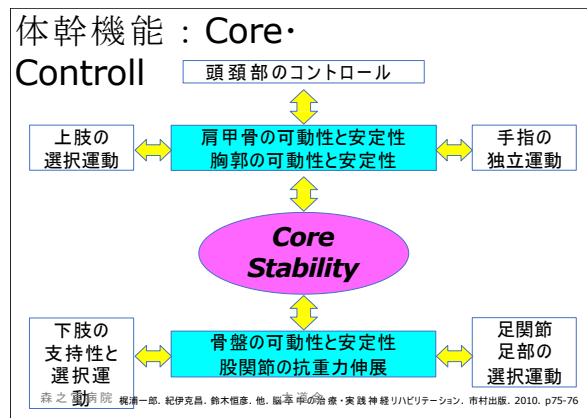 体幹機能：Core・
Controll
頭頚部のコントロール
上肢の
選択運動
肩甲骨の可動性と安定性
胸郭の可動性と安定性
手指の
独立運動
Core
Stability
下肢の
支持性と
選択運
動
骨盤の可動性と安定性
股関節の抗重力伸展
足関節
足部の
選択運動
梶浦一郎. 紀伊克昌. 鈴木恒彦. 他. 脳卒中の治療・実践神経リハビリテーション. 市村出版. 2010. p75-76